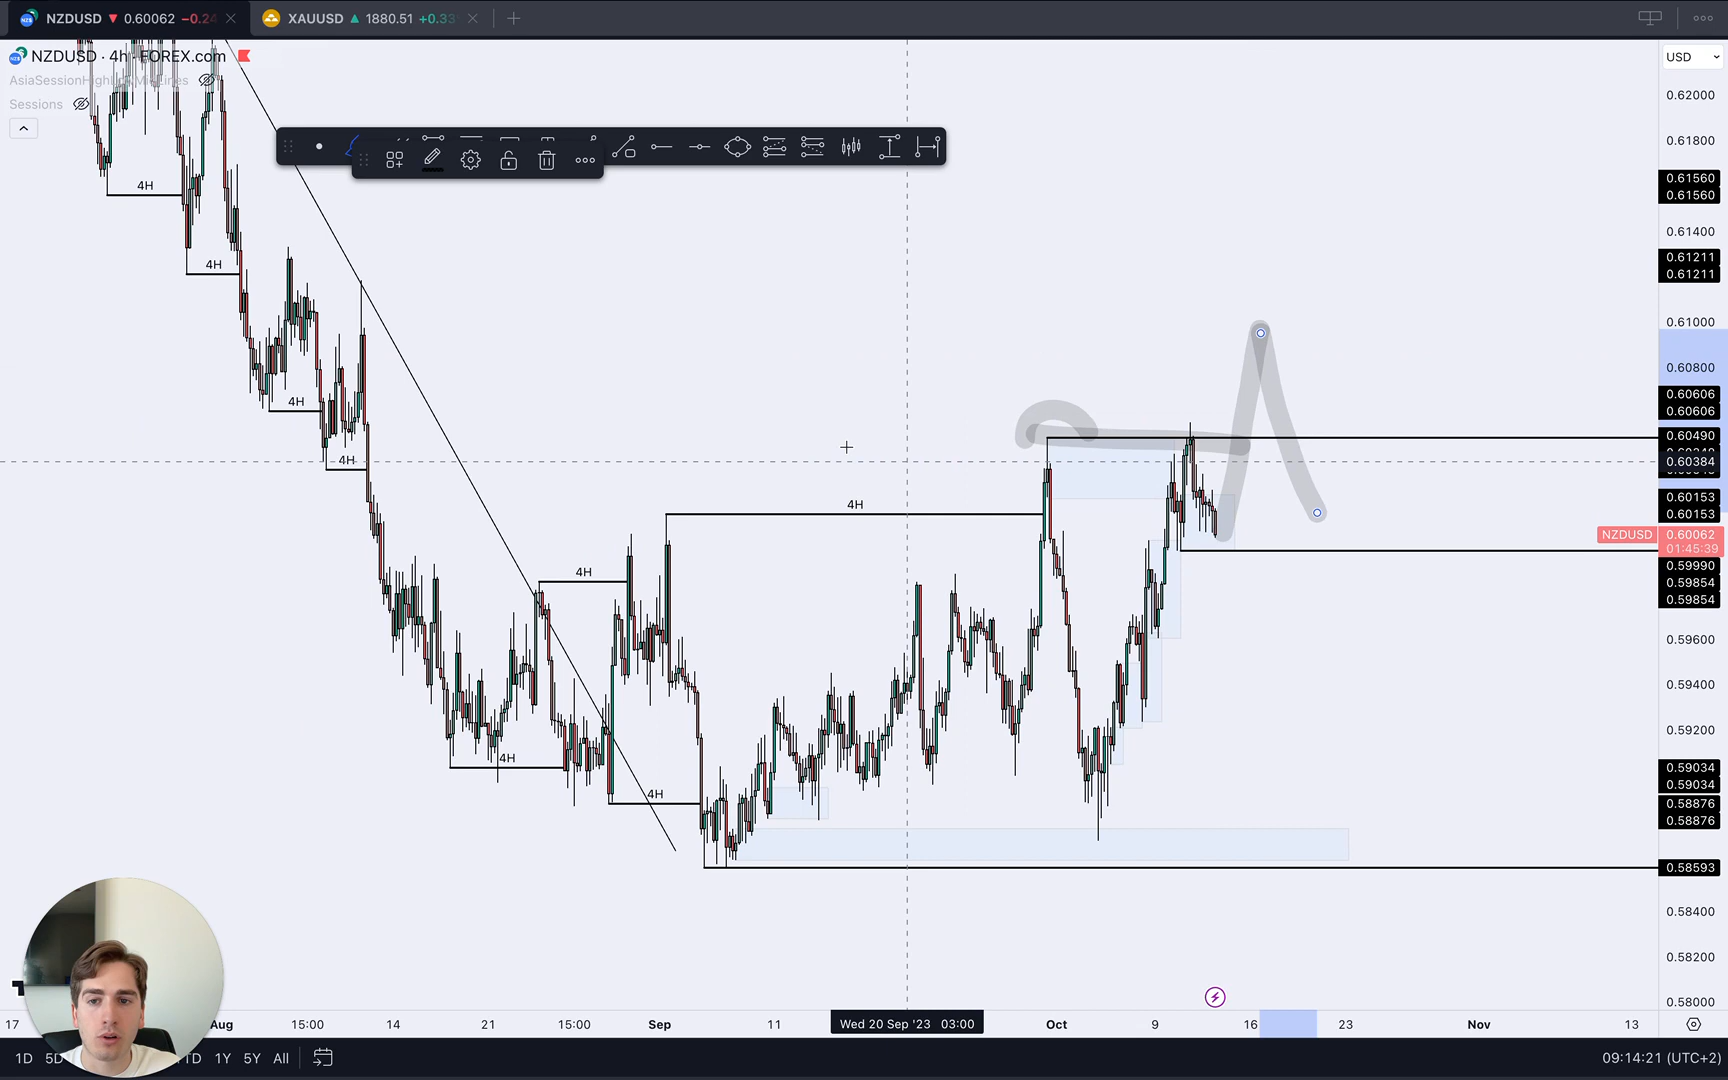 NZDUSD 0.60062 −0.24
XAUUSD 1880.51 +0.33
NZDUSD · 4h · FOREX.com
Sessions
USD
0.62000
0.61800
0.61560
0.61560
0.61400
0.61211
0.61211
0.61000
0.60800
0.60606
0.60606
0.60490
0.60384
0.60153
0.60153
NZDUSD 0.60062
01:45:39
0.59990
0.59854
0.59854
0.59600
0.59400
0.59200
0.59034
0.59034
0.58876
0.58876
0.58593
0.58400
0.58200
0.58000
4H
4H
4H
4H
4H
4H
4H
4H
17 Aug 15:00 14 21 15:00 Sep 11 Wed 20 Sep '23 03:00 Oct 9 16 23 Nov 13
1D 5D TD 1Y 5Y All
09:14:21 (UTC+2)